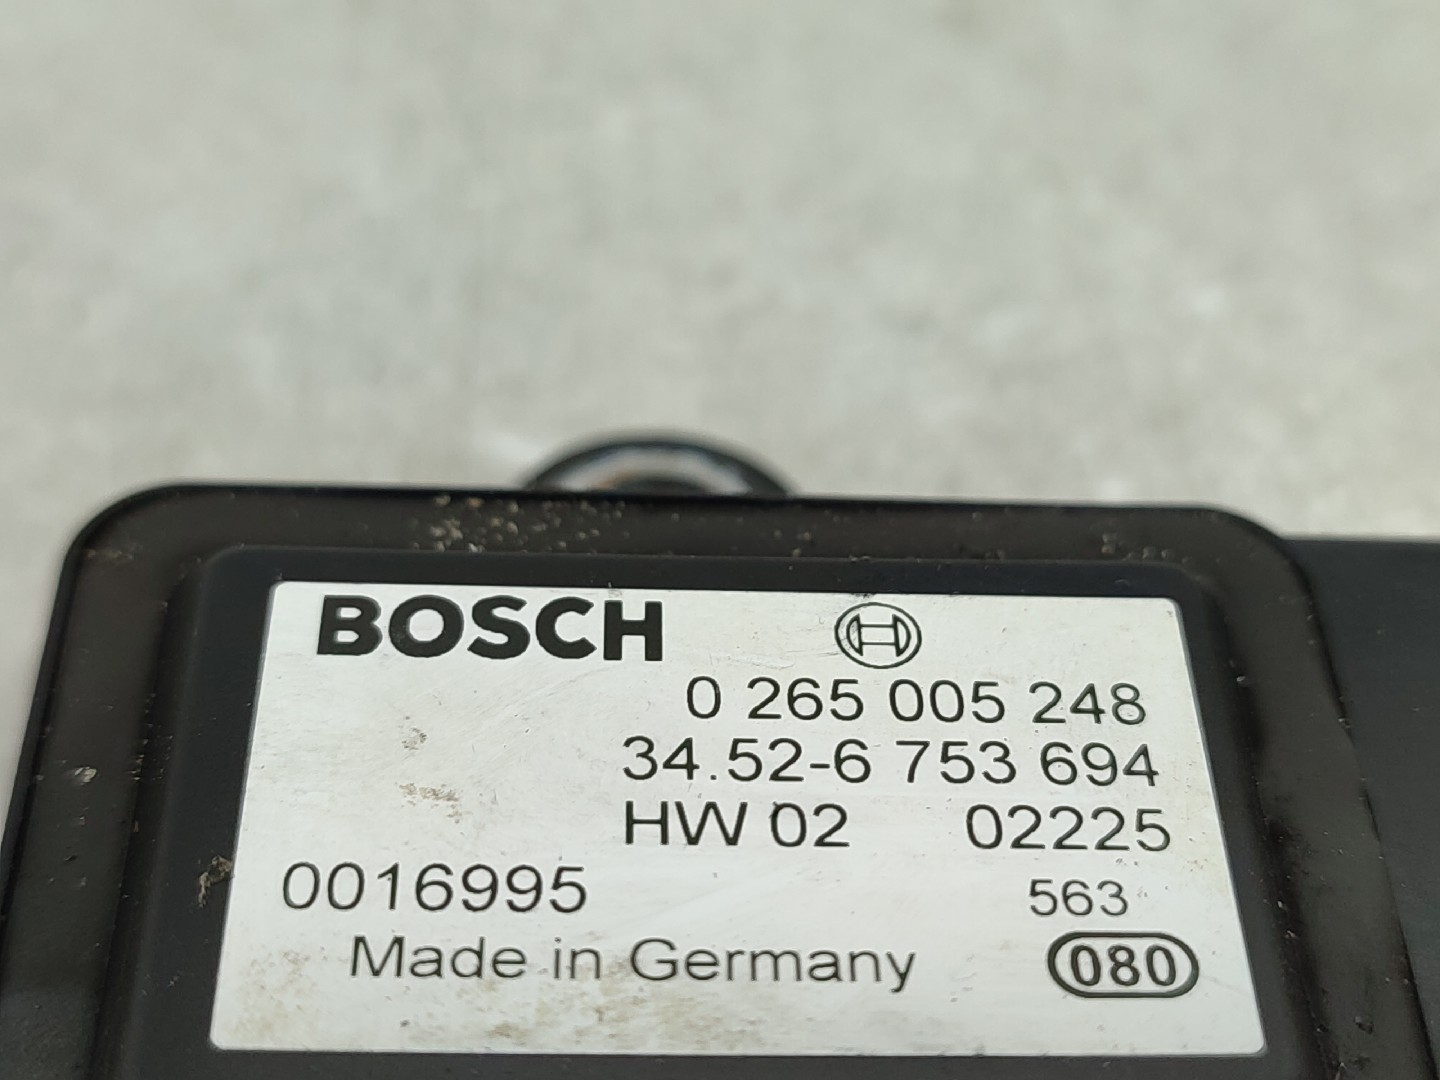 BOSCH
0 265 005 248
34.52-6 753 694
HW 02 02225
0016995 563
Made in Germany 080